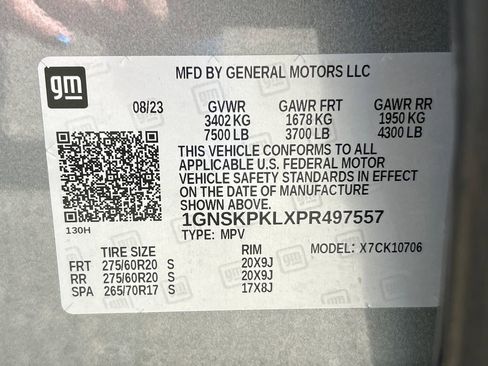 gm
MFD BY GENERAL MOTORS LLC
08/23 GVWR GAWR FRT GAWR RR
3402 KG 1678 KG 1950 KG
7500 LB 3700 LB 4300 LB
THIS VEHICLE CONFORMS TO ALL
APPLICABLE U.S. FEDERAL MOTOR
VEHICLE SAFETY STANDARDS IN EFFECT
ON THE DATE OF MANUFACTURE
SHOWN ABOVE.
1GNSKPKLXPR497557
130H
TYPE: MPV
TIRE SIZE RIM MODEL: X7CK10706
FRT 275/60R20 S 20X9J
RR 275/60R20 S 20X9J
SPA 265/70R17 S 17X8J